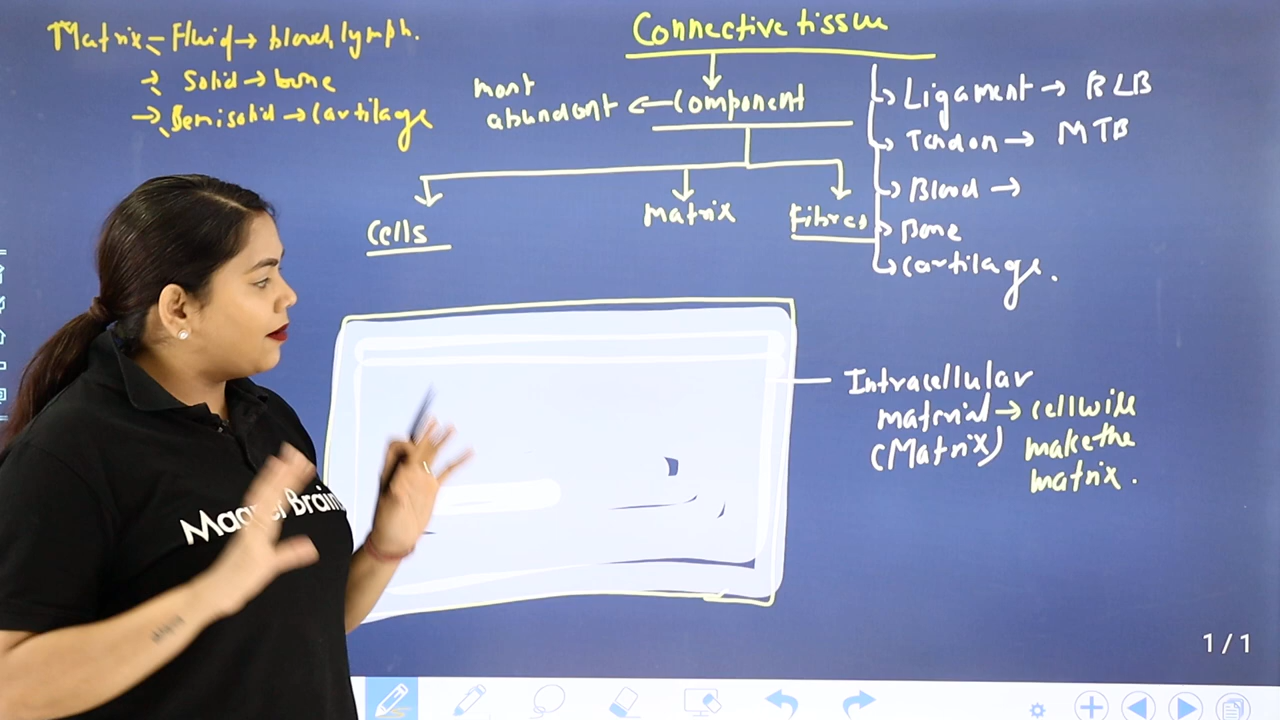 Connective tissue
Matrix - Fluid → blood, lymph.
→ Solid → bone
→ Semisolid → Cartilage
most
abundant ← Component
Cells
Matrix
Fibres
Ligament → BLB
Tendon → MTB
Blood →
Bone
Cartilage.
Intracellular
material → cell will
(Matrix) make the
matrix.
Brain
1 / 1